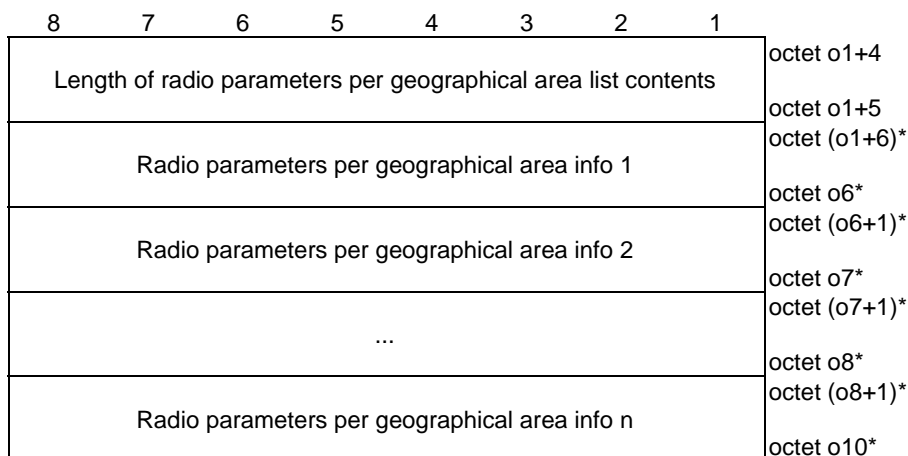 8 7 6 5 4 3 2 1
octet o1+4
Length of radio parameters per geographical area list contents
octet o1+5
octet (o1+6)*
Radio parameters per geographical area info 1
octet o6*
octet (o6+1)*
Radio parameters per geographical area info 2
octet o7*
octet (o7+1)*
...
octet o8*
octet (o8+1)*
Radio parameters per geographical area info n
octet o10*